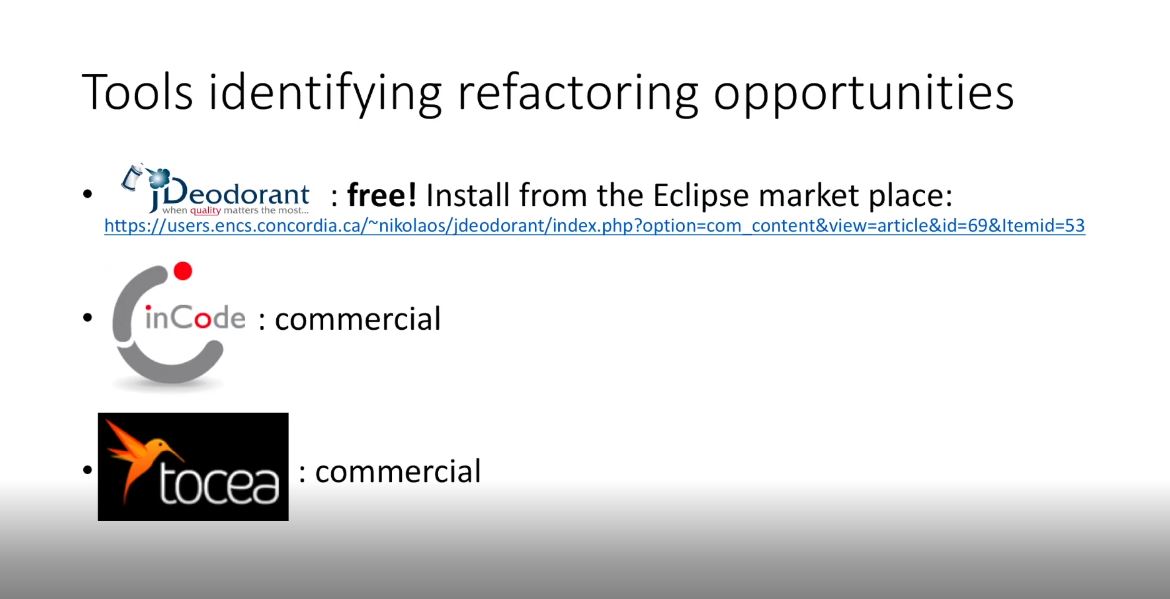 Tools identifying refactoring opportunities
• jDeodorant : free! Install from the Eclipse market place:
when quality matters the most...
https://users.encs.concordia.ca/~nikolaos/jdeodorant/index.php?option=com_content&view=article&id=69&Itemid=53
• inCode : commercial
• tocea : commercial